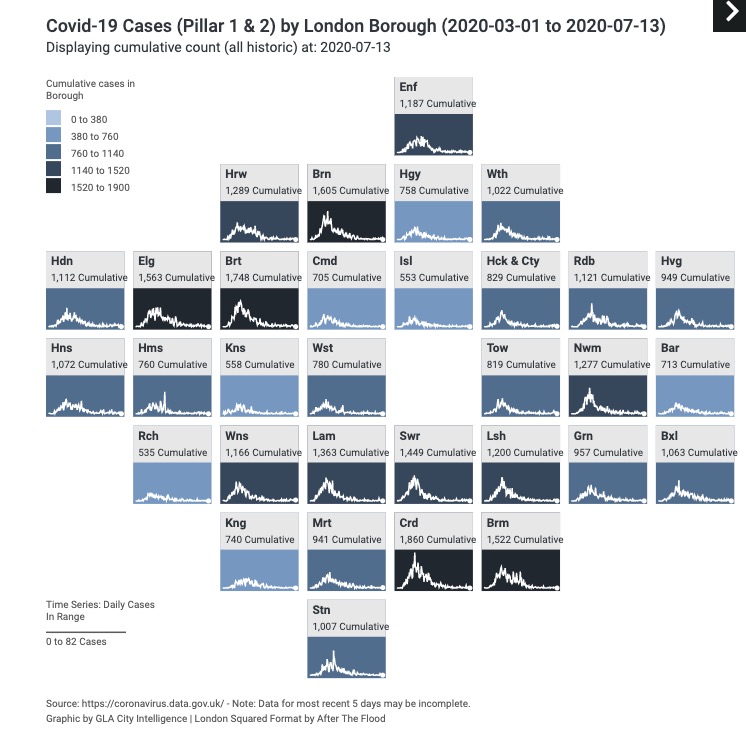 Covid-19 Cases (Pillar 1 & 2) by London Borough (2020-03-01 to 2020-07-13)
Displaying cumulative count (all historic) at: 2020-07-13
Cumulative cases in
Borough
0 to 380
380 to 760
760 to 1140
1140 to 1520
1520 to 1900
Enf
1,187 Cumulative
Hrw
1,289 Cumulative
Brn
1,605 Cumulative
Hgy
758 Cumulative
Wth
1,022 Cumulative
Hdn
1,112 Cumulative
Elg
1,563 Cumulative
Brt
1,748 Cumulative
Cmd
705 Cumulative
Isl
553 Cumulative
Hck & Cty
829 Cumulative
Rdb
1,121 Cumulative
Hvg
949 Cumulative
Hns
1,072 Cumulative
Hms
760 Cumulative
Kns
558 Cumulative
Wst
780 Cumulative
Tow
819 Cumulative
Nwm
1,277 Cumulative
Bar
713 Cumulative
Rch
535 Cumulative
Wns
1,166 Cumulative
Lam
1,363 Cumulative
Swr
1,449 Cumulative
Lsh
1,200 Cumulative
Grn
957 Cumulative
Bxl
1,063 Cumulative
Kng
740 Cumulative
Mrt
941 Cumulative
Crd
1,860 Cumulative
Brm
1,522 Cumulative
Stn
1,007 Cumulative
Time Series: Daily Cases
In Range
0 to 82 Cases
Source: https://coronavirus.data.gov.uk/ - Note: Data for most recent 5 days may be incomplete.
Graphic by GLA City Intelligence | London Squared Format by After The Flood